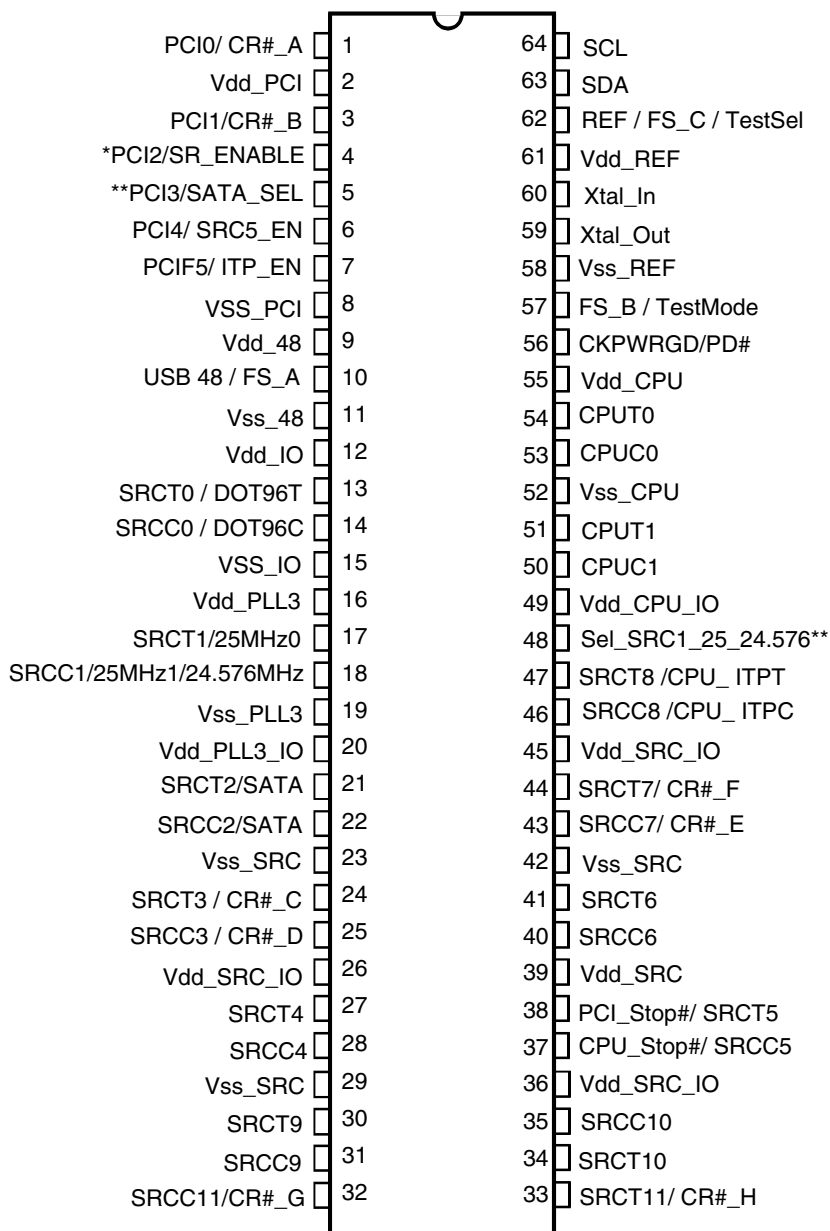 PCI0/ CR#_A 1 64 SCL
Vdd_PCI 2 63 SDA
PCI1/CR#_B 3 62 REF / FS_C / TestSel
*PCI2/SR_ENABLE 4 61 Vdd_REF
**PCI3/SATA_SEL 5 60 Xtal_In
PCI4/ SRC5_EN 6 59 Xtal_Out
PCIF5/ ITP_EN 7 58 Vss_REF
VSS_PCI 8 57 FS_B / TestMode
Vdd_48 9 56 CKPWRGD/PD#
USB 48 / FS_A 10 55 Vdd_CPU
Vss_48 11 54 CPUT0
Vdd_IO 12 53 CPUC0
SRCT0 / DOT96T 13 52 Vss_CPU
SRCC0 / DOT96C 14 51 CPUT1
VSS_IO 15 50 CPUC1
Vdd_PLL3 16 49 Vdd_CPU_IO
SRCT1/25MHz0 17 48 Sel_SRC1_25_24.576**
SRCC1/25MHz1/24.576MHz 18 47 SRCT8 /CPU_ ITPT
Vss_PLL3 19 46 SRCC8 /CPU_ ITPC
Vdd_PLL3_IO 20 45 Vdd_SRC_IO
SRCT2/SATA 21 44 SRCT7/ CR#_F
SRCC2/SATA 22 43 SRCC7/ CR#_E
Vss_SRC 23 42 Vss_SRC
SRCT3 / CR#_C 24 41 SRCT6
SRCC3 / CR#_D 25 40 SRCC6
Vdd_SRC_IO 26 39 Vdd_SRC
SRCT4 27 38 PCI_Stop#/ SRCT5
SRCC4 28 37 CPU_Stop#/ SRCC5
Vss_SRC 29 36 Vdd_SRC_IO
SRCT9 30 35 SRCC10
SRCC9 31 34 SRCT10
SRCC11/CR#_G 32 33 SRCT11/ CR#_H